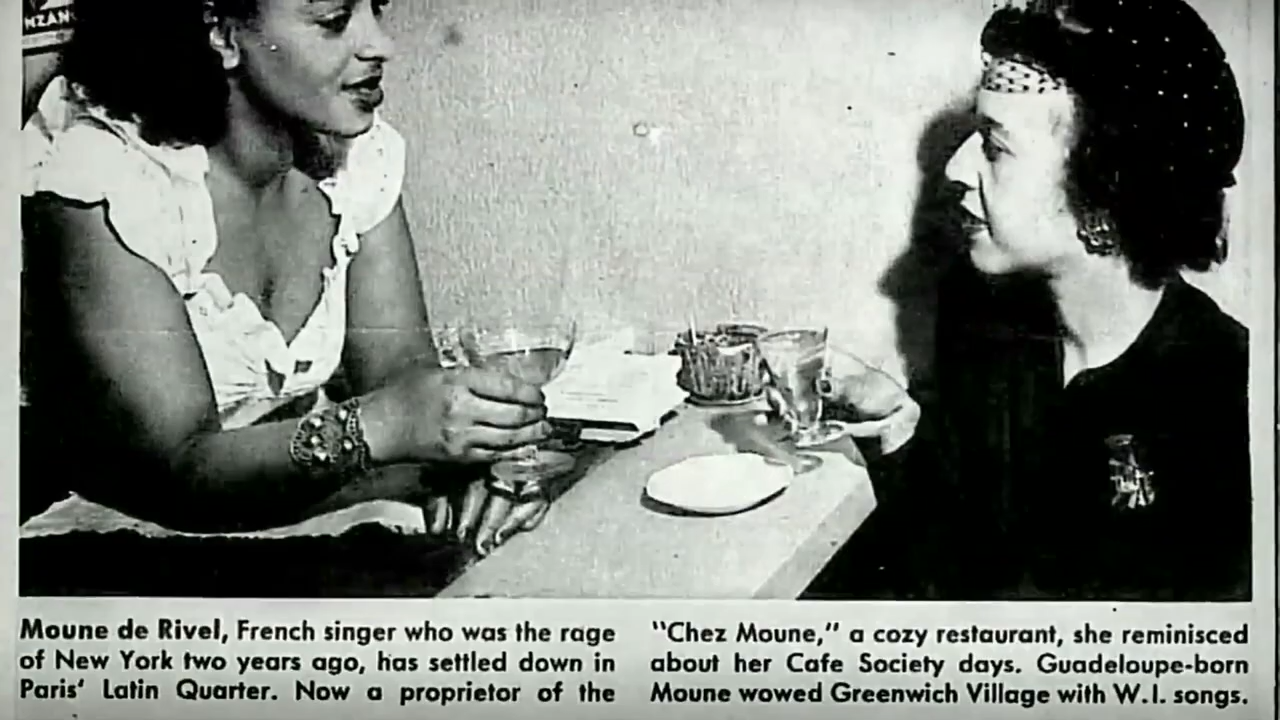 NZAN
Moune de Rivel, French singer who was the rage
of New York two years ago, has settled down in
Paris' Latin Quarter. Now a proprietor of the
"Chez Moune," a cozy restaurant, she reminisced
about her Cafe Society days. Guadeloupe-born
Moune wowed Greenwich Village with W.I. songs.